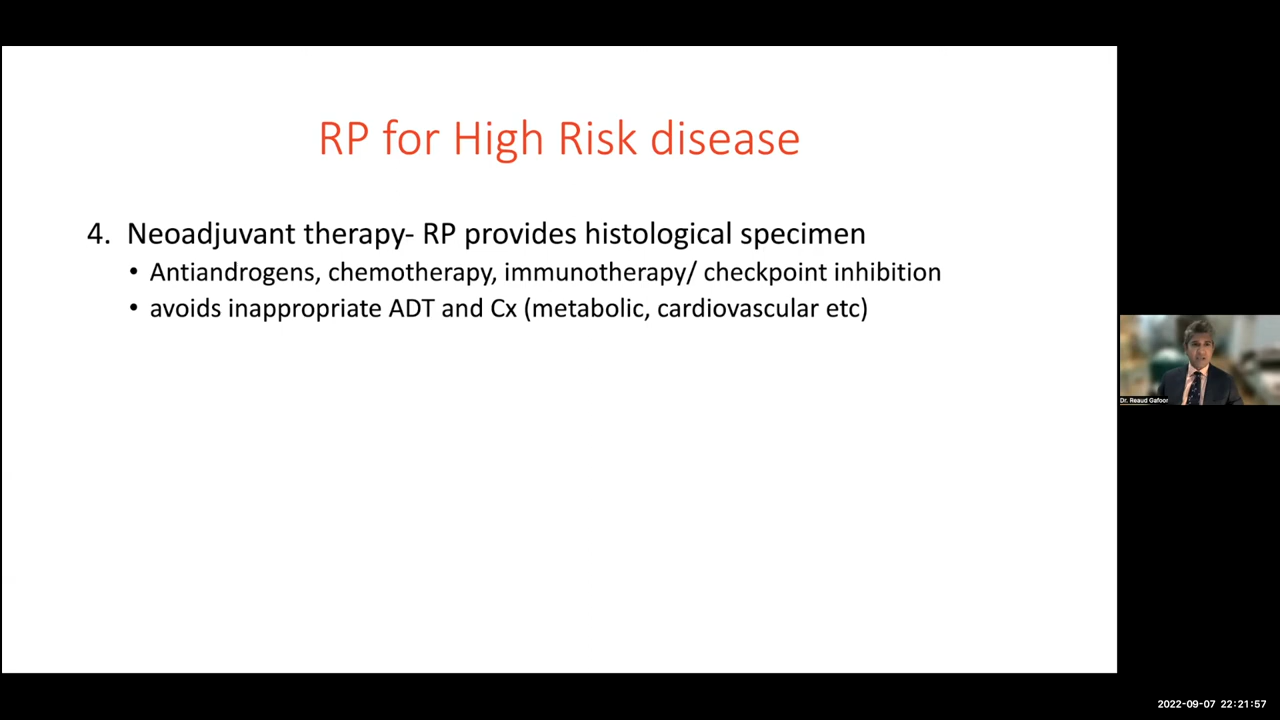 RP for High Risk disease
4. Neoadjuvant therapy- RP provides histological specimen
• Antiandrogens, chemotherapy, immunotherapy/ checkpoint inhibition
• avoids inappropriate ADT and Cx (metabolic, cardiovascular etc)
Dr. Reaud Gafoor
2022-09-07 22:21:57